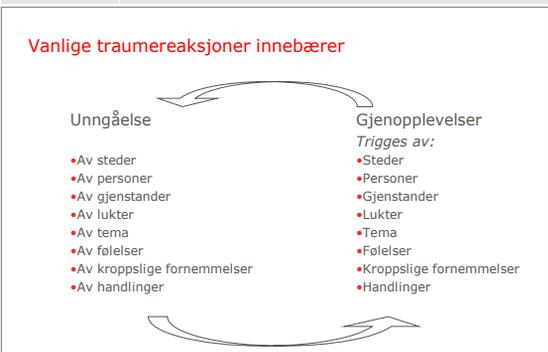 Vanlige traumereaksjoner innebærer
Unngåelse
•Av steder
•Av personer
•Av gjenstander
•Av lukter
•Av tema
•Av følelser
•Av kroppslige fornemmelser
•Av handlinger
Gjenopplevelser
Trigges av:
•Steder
•Personer
•Gjenstander
•Lukter
•Tema
•Følelser
•Kroppslige fornemmelser
•Handlinger